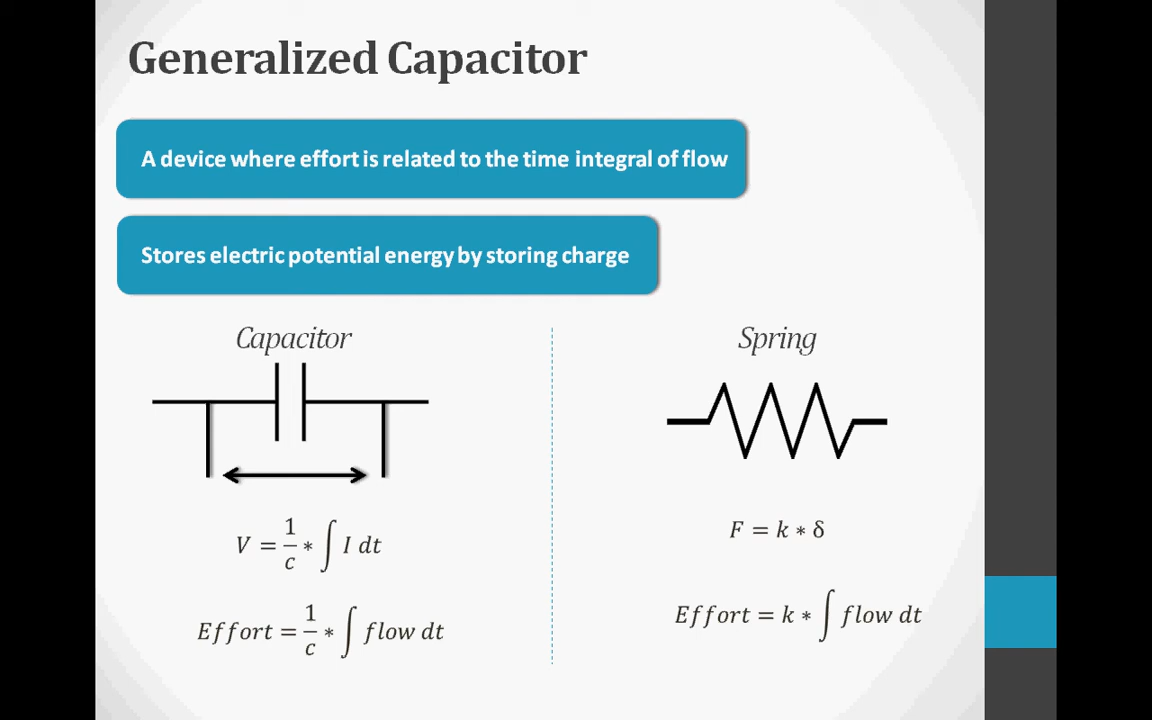 Generalized Capacitor
A device where effort is related to the time integral of flow
Stores electric potential energy by storing charge
Capacitor
V = 1/c * ∫ I dt
Effort = 1/c * ∫ flow dt
Spring
F = k * δ
Effort = k * ∫ flow dt